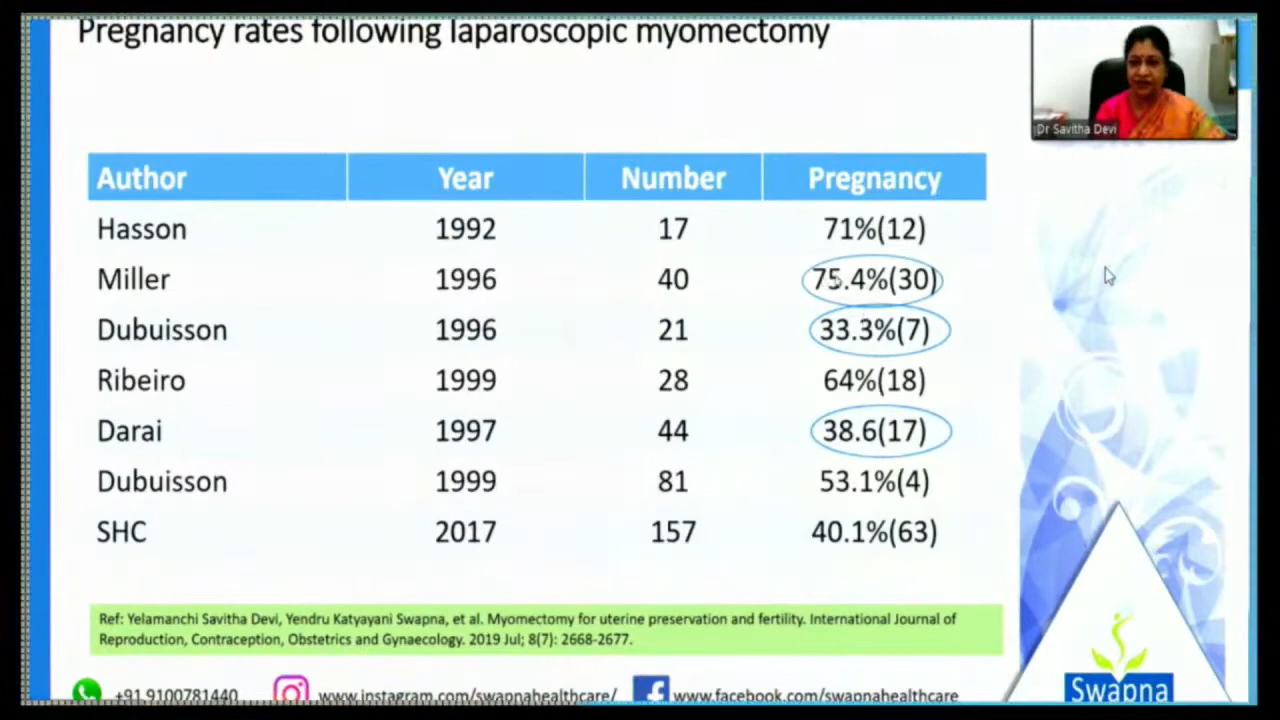 Pregnancy rates following laparoscopic myomectomy
Dr Savitha Devi
Author Year Number Pregnancy
Hasson 1992 17 71%(12)
Miller 1996 40 75.4%(30)
Dubuisson 1996 21 33.3%(7)
Ribeiro 1999 28 64%(18)
Darai 1997 44 38.6(17)
Dubuisson 1999 81 53.1%(4)
SHC 2017 157 40.1%(63)
Ref: Yelamanchi Savitha Devi, Yendru Katyayani Swapna, et al. Myomectomy for uterine preservation and fertility. International Journal of
Reproduction, Contraception, Obstetrics and Gynaecology. 2019 Jul; 8(7): 2668-2677.
+91 9100781440 www.instagram.com/swapnahealthcare/ www.facebook.com/swapnahealthcare
Swapna